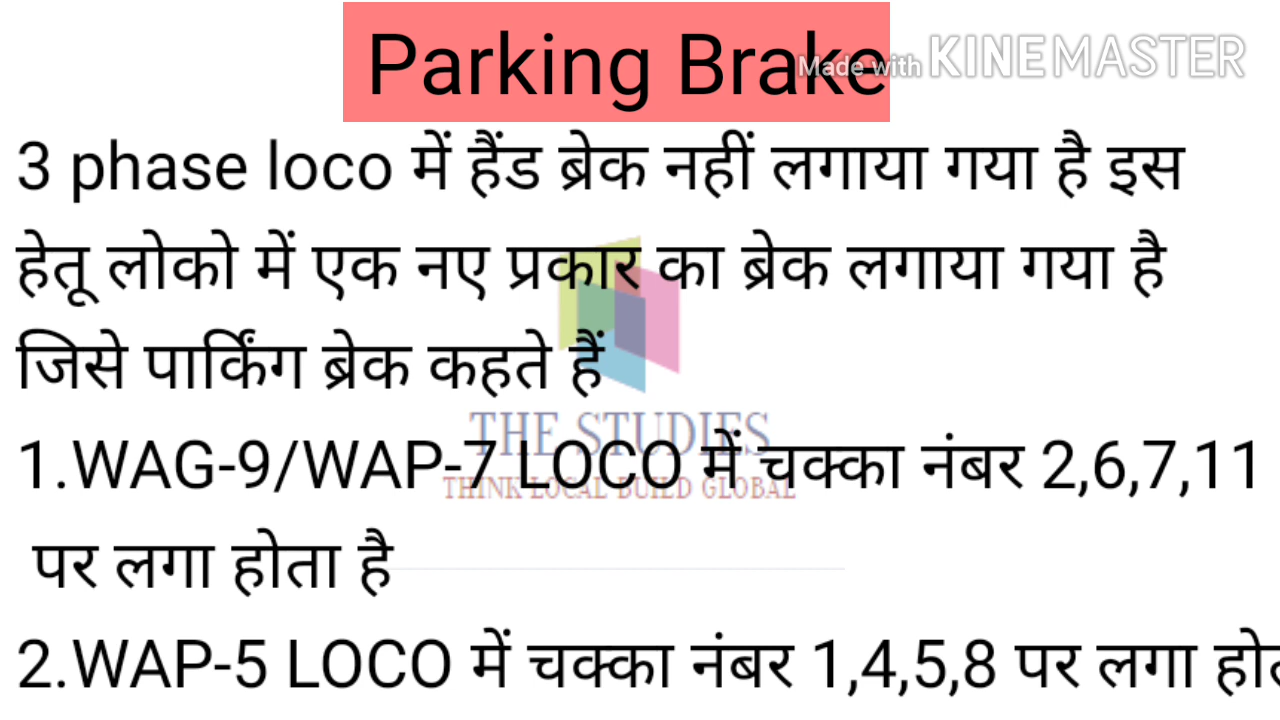 Parking Brake
Made with KINEMASTER
3 phase loco में हैंड ब्रेक नहीं लगाया गया है इस
हेतू लोको में एक नए प्रकार का ब्रेक लगाया गया है
जिसे पार्किंग ब्रेक कहते हैं
THE STUDIES
1.WAG-9/WAP-7 LOCO में चक्का नंबर 2,6,7,11
THINK LOCAL BUILD GLOBAL
पर लगा होता है
2.WAP-5 LOCO में चक्का नंबर 1,4,5,8 पर लगा